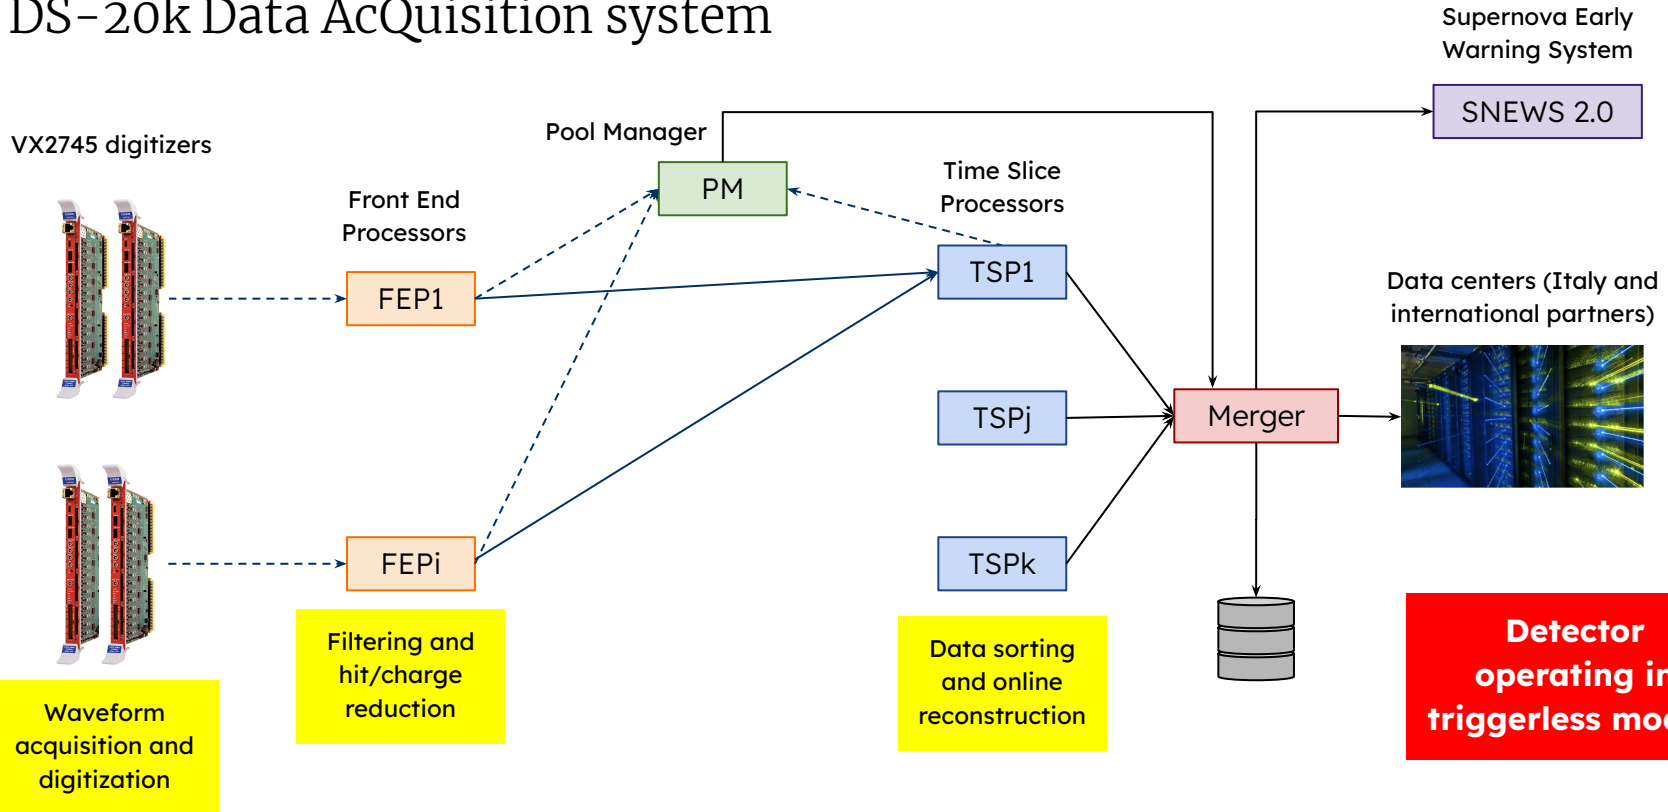 DS-20k Data AcQuisition system
Supernova Early
Warning System
SNEWS 2.0
VX2745 digitizers
Pool Manager
PM
Time Slice
Processors
Front End
Processors
FEP1
TSP1
Data centers (Italy and
international partners)
TSPj
Merger
FEPi
TSPk
Filtering and
hit/charge
reduction
Data sorting
and online
reconstruction
Detector
operating in
triggerless mo
Waveform
acquisition and
digitization